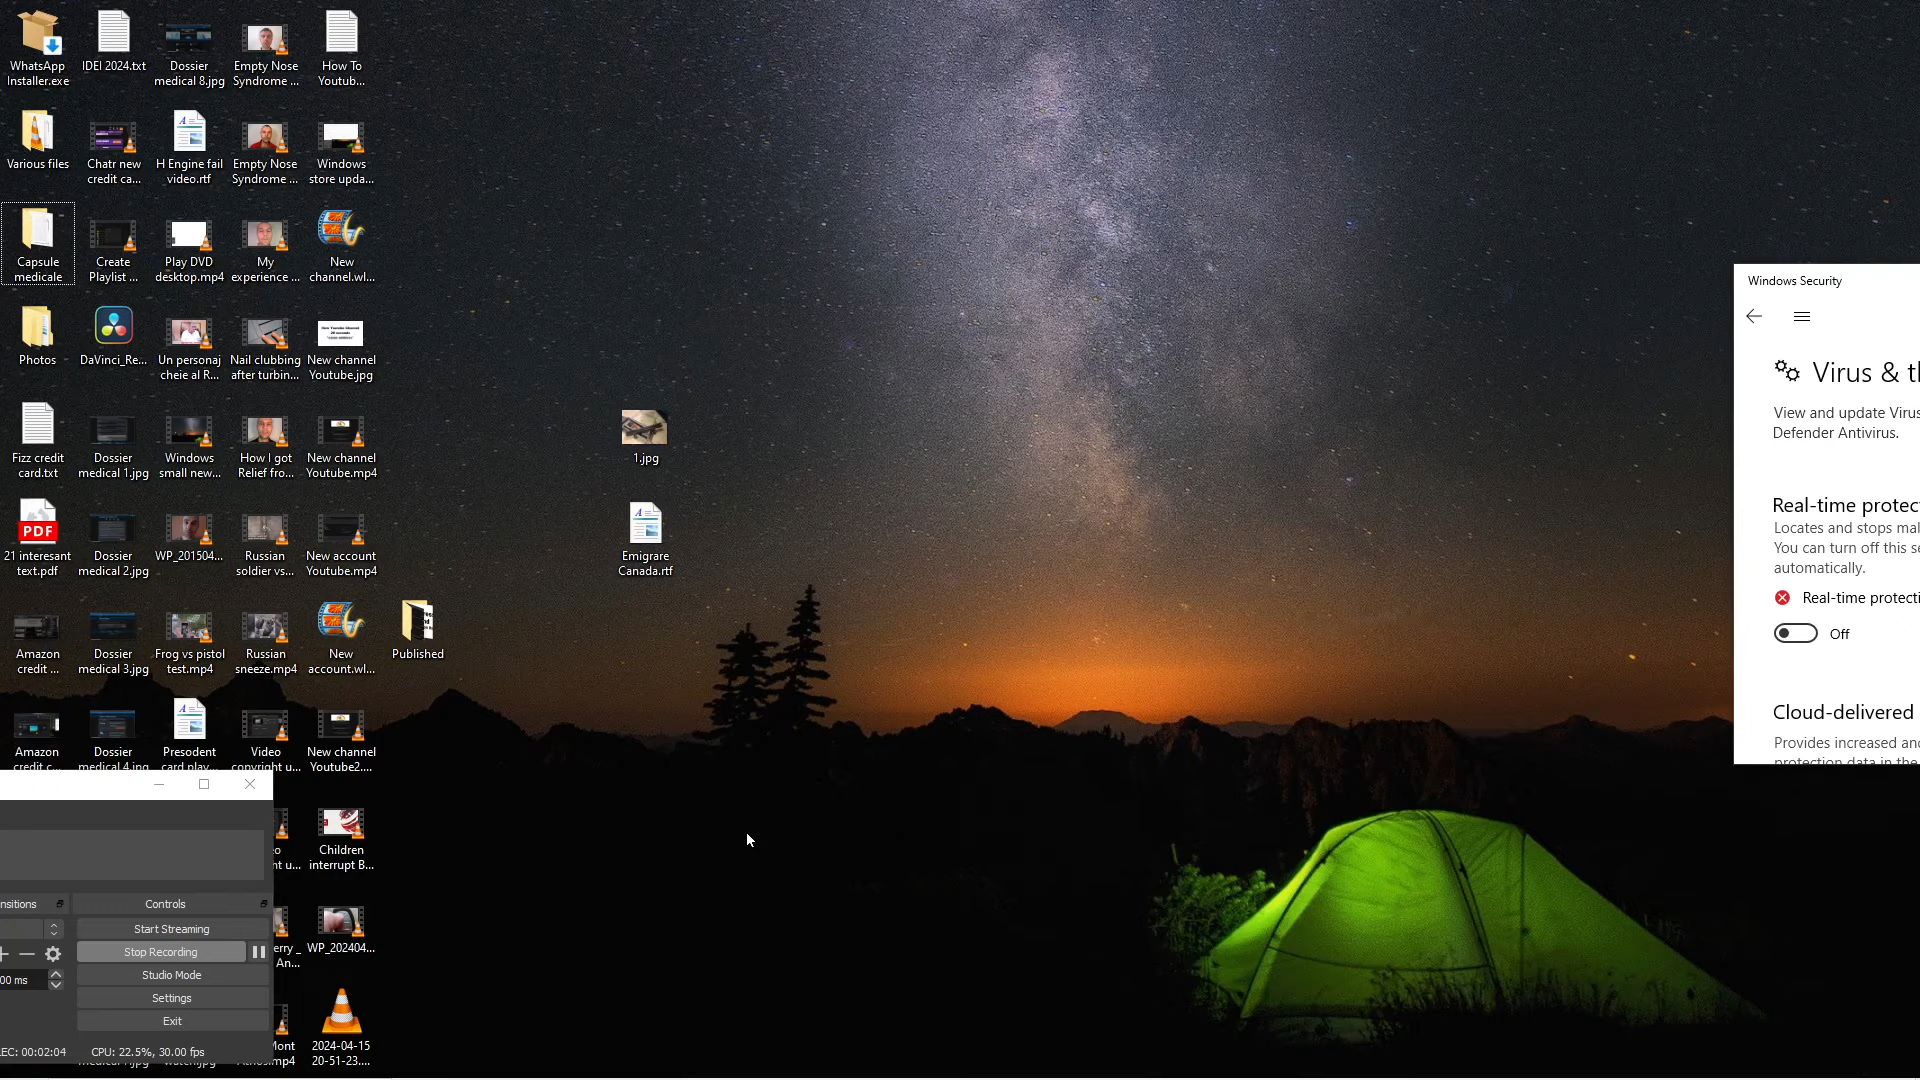 WhatsApp
Installer.exe
IDEI 2024.txt
Dossier
medical 8.jpg
Empty Nose
Syndrome ...
How To
Youtub...
Various files
Chatr new
credit ca...
H Engine fail
video.rtf
Empty Nose
Syndrome ...
Windows
store upda...
Capsule
medicale
Create
Playlist ...
Play DVD
desktop.mp4
My
experience ...
New
channel.wl...
Photos
DaVinci_Re...
Un personaj
cheie al R...
Nail clubbing
after turbin...
New channel
Youtube.jpg
Fizz credit
card.txt
Dossier
medical 1.jpg
Windows
small new...
How I got
Relief fro...
New channel
Youtube.mp4
1.jpg
PDF
21 interesant
text.pdf
Dossier
medical 2.jpg
WP_201504...
Russian
soldier vs...
New account
Youtube.mp4
Emigrare
Canada.rtf
Amazon
credit ...
Dossier
medical 3.jpg
Frog vs pistol
test.mp4
Russian
sneeze.mp4
New
account.wl...
Published
Amazon
credit c...
Dossier
medical 4.jpg
Presodent
card play...
Video
copyright u...
New channel
Youtube2....
Children
interrupt B...
WP_202404...
2024-04-15
20-51-23....
nsitions
Controls
Start Streaming
Stop Recording
Studio Mode
Settings
Exit
00 ms
EC: 00:02:04
CPU: 22.5%, 30.00 fps
Windows Security
Virus & t
View and update Virus
Defender Antivirus.
Real-time protec
Locates and stops mal
You can turn off this se
automatically.
Real-time protecti
Off
Cloud-delivered
Provides increased and
protection data in the